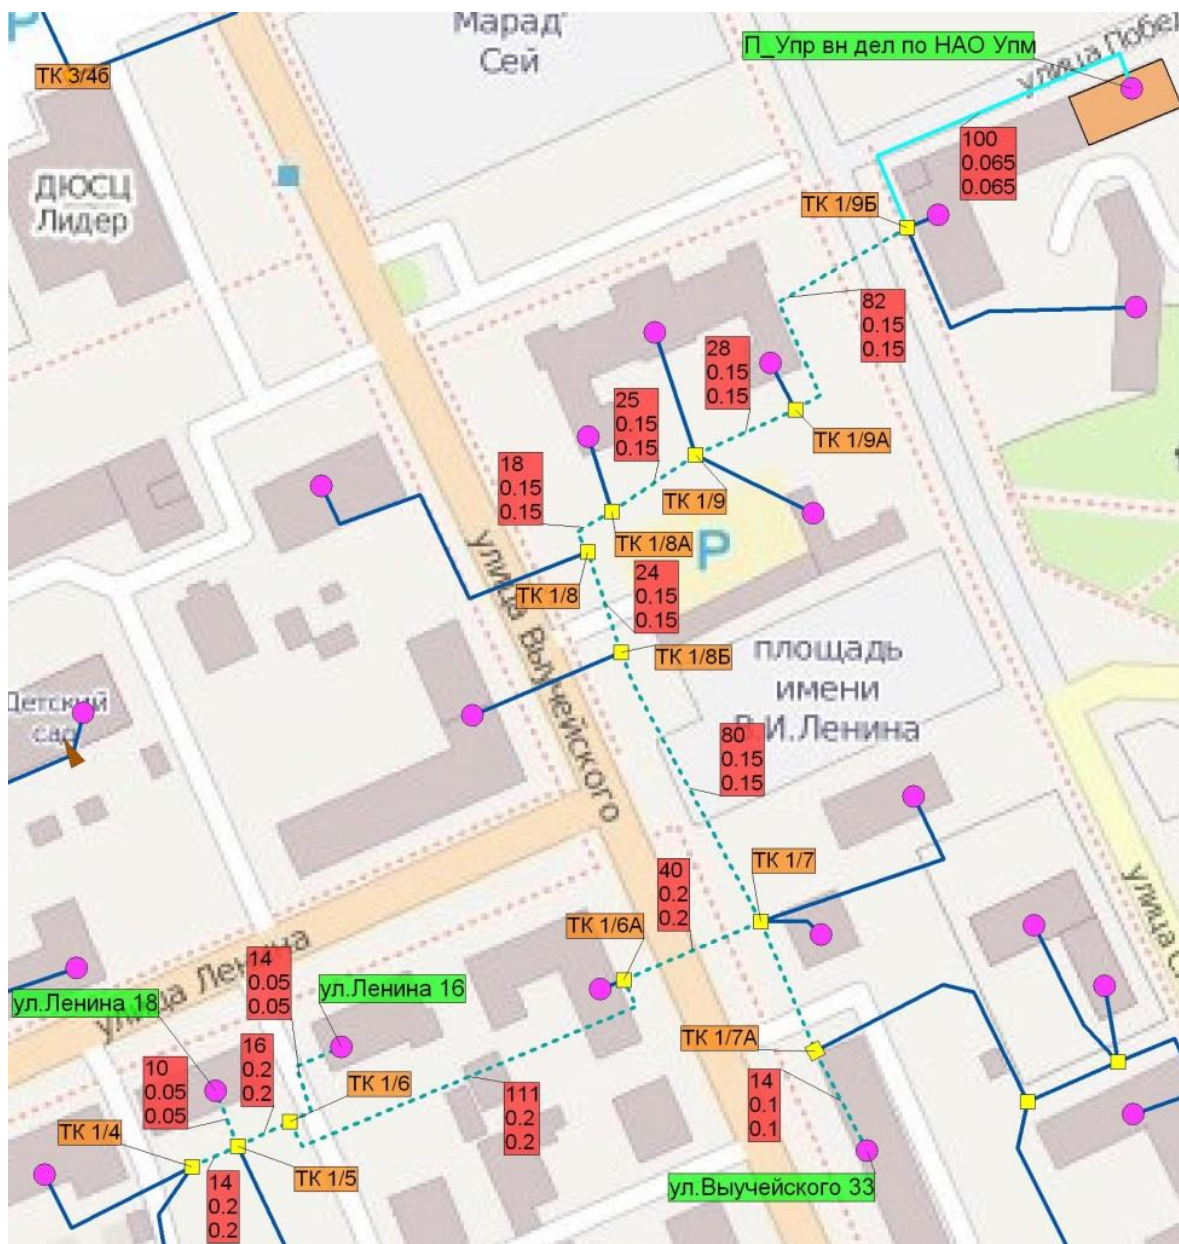 P
Марад
Сей
П_Упр вн дел по НАО Упм
улица Побе
ТК 3/4б
100
0.065
0.065
ДЮСЦ
Лидер
ТК 1/9Б
82
0.15
0.15
28
0.15
0.15
25
0.15
0.15
ТК 1/9А
18
0.15
0.15
ТК 1/9
ТК 1/8А
P
ТК 1/8
24
0.15
0.15
улица Выучейского
ТК 1/8Б
площадь
имени
В.И.Ленина
Детский
сад
80
0.15
0.15
ТК 1/7
40
0.2
0.2
улица С
ТК 1/6А
улица Ленина
14
0.05
0.05
ул.Ленина 18
ул.Ленина 16
ТК 1/7А
16
0.2
0.2
10
0.05
0.05
ТК 1/6
111
0.2
0.2
14
0.1
0.1
ТК 1/4
ТК 1/5
14
0.2
0.2
ул.Выучейского 33